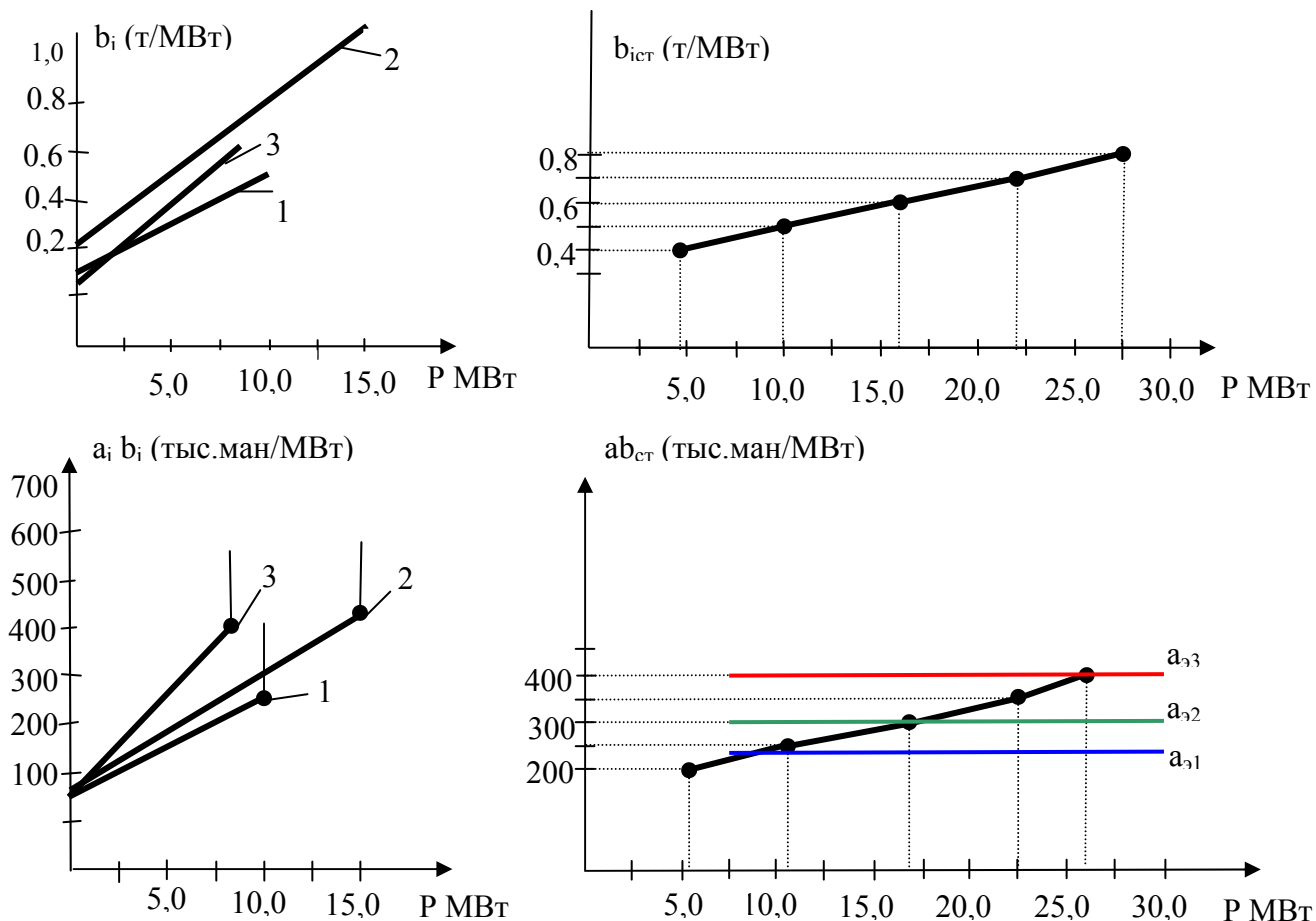 bᵢ (т/МВт)
1,0
0,8
0,6
0,4
0,2
2
3
1
5,0 10,0 15,0 Р МВт
bᵢст (т/МВт)
0,8
0,6
0,4
5,0 10,0 15,0 20,0 25,0 30,0 Р МВт
aᵢ bᵢ (тыс.ман/МВт)
700
600
500
400
300
200
100
3
2
1
5,0 10,0 15,0 Р МВт
abст (тыс.ман/МВт)
400
300
200
aэ3
aэ2
aэ1
5,0 10,0 15,0 20,0 25,0 30,0 Р МВт